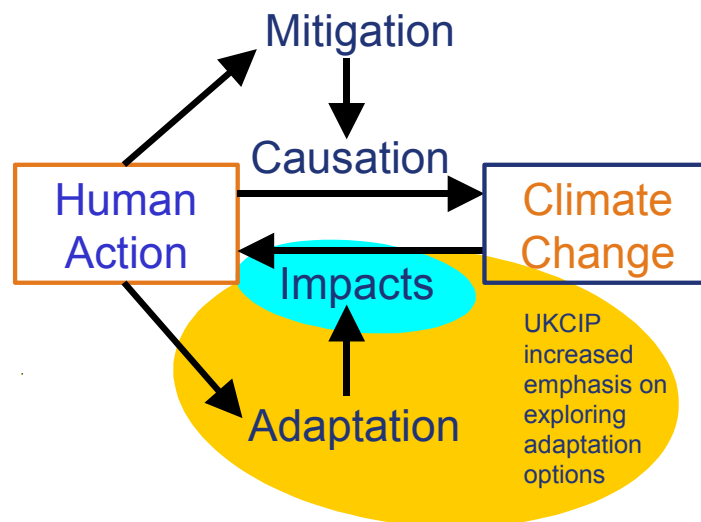 Mitigation
Causation
Human
Action
Climate
Change
Impacts
Adaptation
UKCIP
increased
emphasis on
exploring
adaptation
options